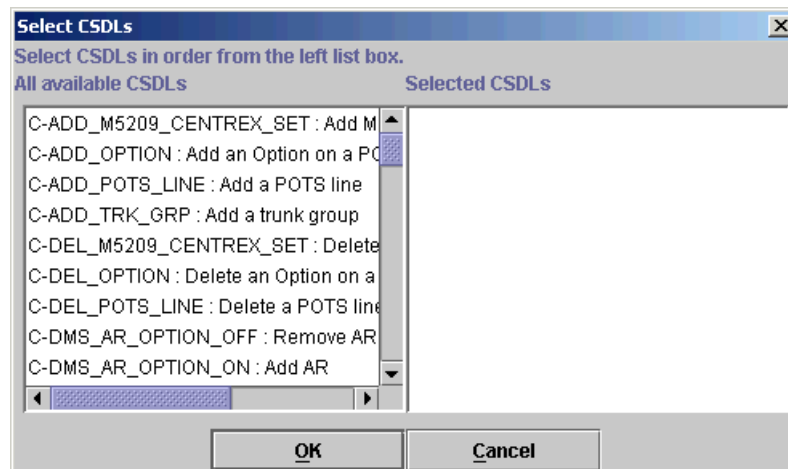 Select CSDLs
Select CSDLs in order from the left list box.
All available CSDLs
Selected CSDLs
C-ADD_M5209_CENTREX_SET : Add M
C-ADD_OPTION : Add an Option on a PO
C-ADD_POTS_LINE : Add a POTS line
C-ADD_TRK_GRP : Add a trunk group
C-DEL_M5209_CENTREX_SET : Delete
C-DEL_OPTION : Delete an Option on a
C-DEL_POTS_LINE : Delete a POTS line
C-DMS_AR_OPTION_OFF : Remove AR
C-DMS_AR_OPTION_ON : Add AR
OK
Cancel